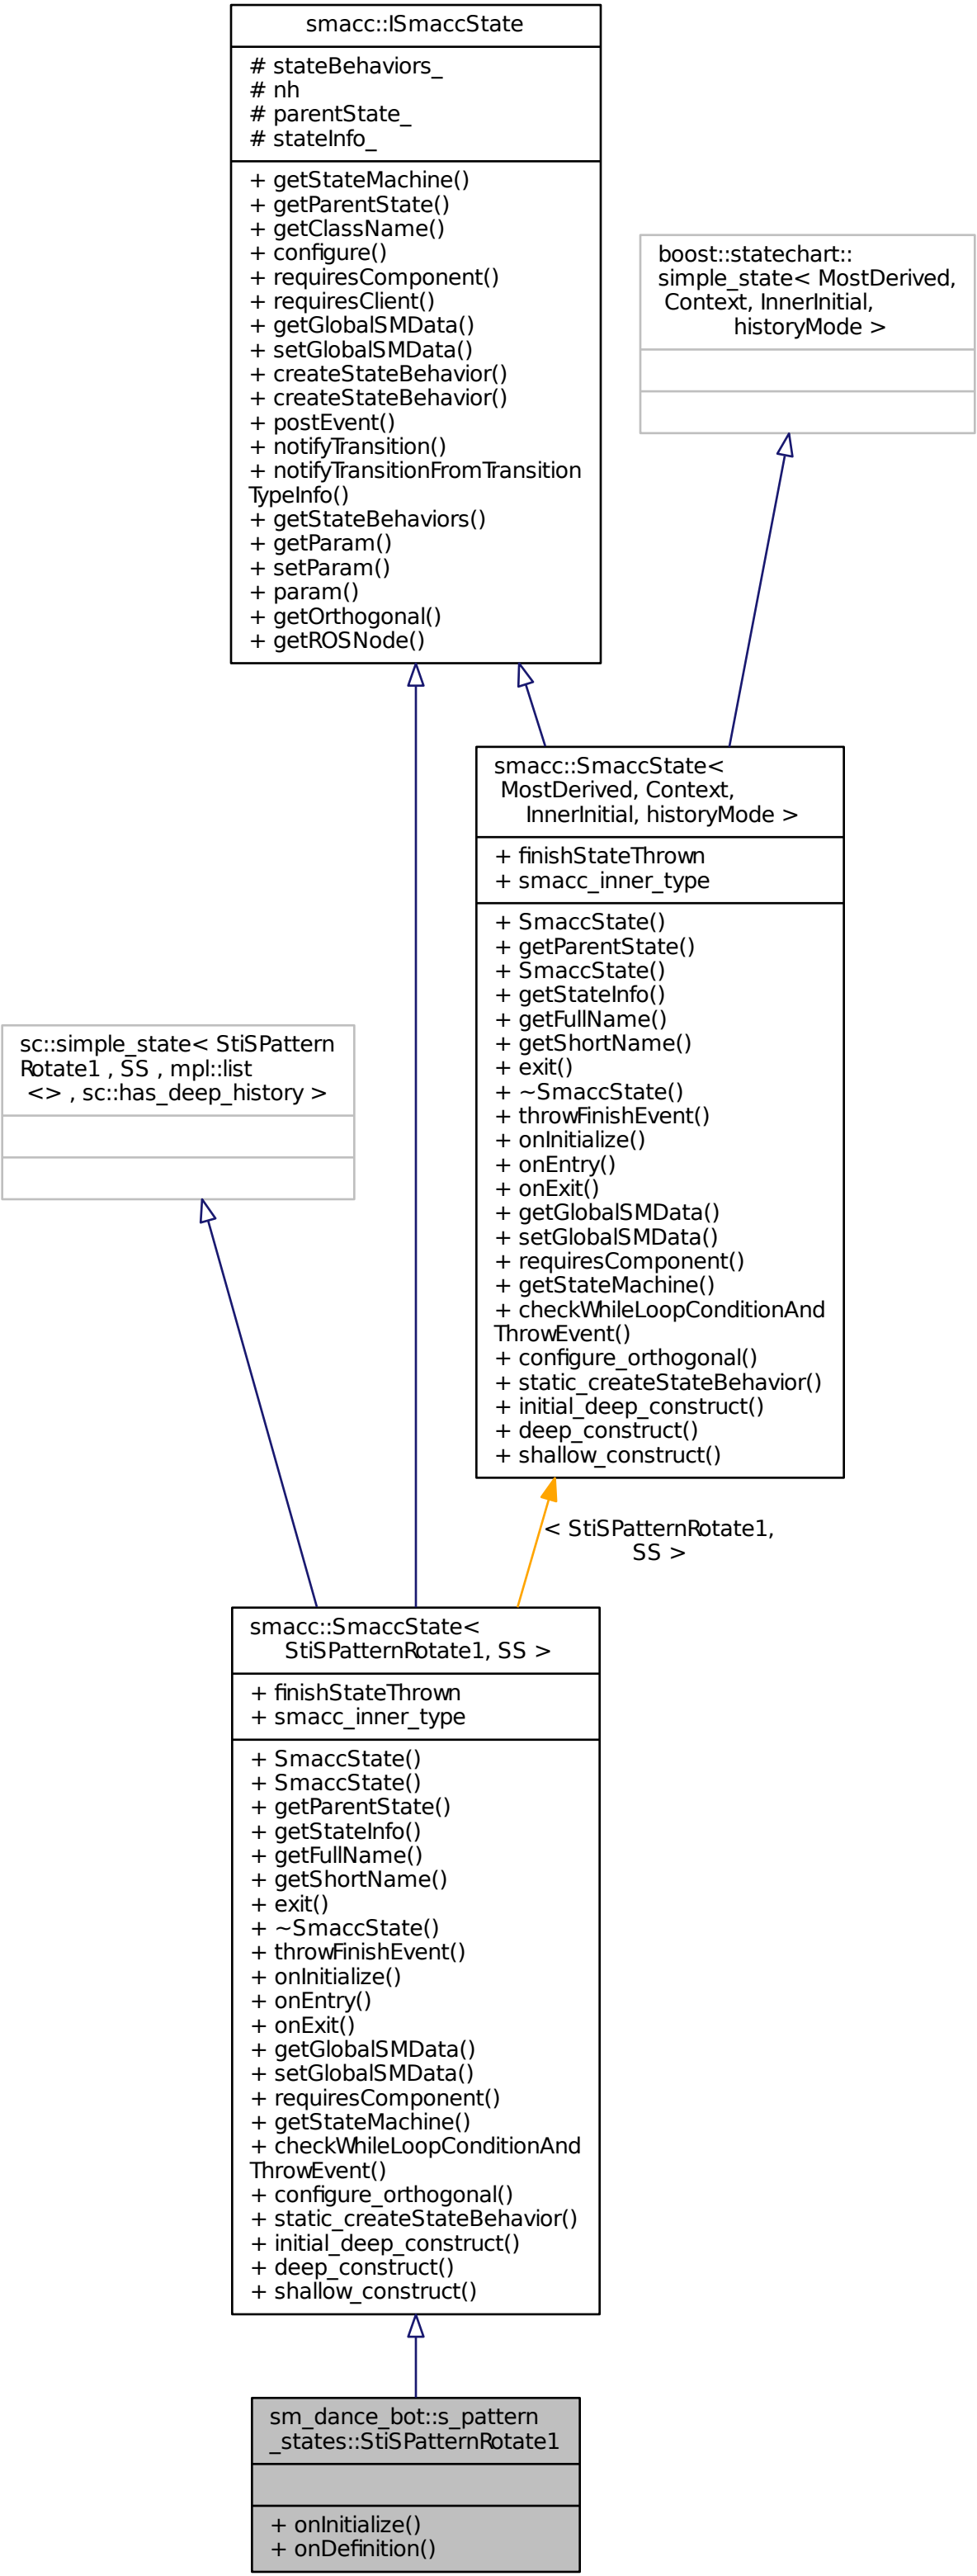 smacc::ISmaccState
# stateBehaviors_
# nh
# parentState_
# stateInfo_
+ getStateMachine()
+ getParentState()
+ getClassName()
+ configure()
+ requiresComponent()
+ requiresClient()
+ getGlobalSMData()
+ setGlobalSMData()
+ createStateBehavior()
+ createStateBehavior()
+ postEvent()
+ notifyTransition()
+ notifyTransitionFromTransition
TypeInfo()
+ getStateBehaviors()
+ getParam()
+ setParam()
+ param()
+ getOrthogonal()
+ getROSNode()
boost::statechart::
simple_state< MostDerived,
Context, InnerInitial,
historyMode >
smacc::SmaccState<
MostDerived, Context,
InnerInitial, historyMode >
+ finishStateThrown
+ smacc_inner_type
+ SmaccState()
+ getParentState()
+ SmaccState()
+ getStateInfo()
+ getFullName()
+ getShortName()
+ exit()
+ ~SmaccState()
+ throwFinishEvent()
+ onInitialize()
+ onEntry()
+ onExit()
+ getGlobalSMData()
+ setGlobalSMData()
+ requiresComponent()
+ getStateMachine()
+ checkWhileLoopConditionAnd
ThrowEvent()
+ configure_orthogonal()
+ static_createStateBehavior()
+ initial_deep_construct()
+ deep_construct()
+ shallow_construct()
sc::simple_state< StiSPattern
Rotate1 , SS , mpl::list
<> , sc::has_deep_history >
< StiSPatternRotate1,
SS >
smacc::SmaccState<
StiSPatternRotate1, SS >
+ finishStateThrown
+ smacc_inner_type
+ SmaccState()
+ SmaccState()
+ getParentState()
+ getStateInfo()
+ getFullName()
+ getShortName()
+ exit()
+ ~SmaccState()
+ throwFinishEvent()
+ onInitialize()
+ onEntry()
+ onExit()
+ getGlobalSMData()
+ setGlobalSMData()
+ requiresComponent()
+ getStateMachine()
+ checkWhileLoopConditionAnd
ThrowEvent()
+ configure_orthogonal()
+ static_createStateBehavior()
+ initial_deep_construct()
+ deep_construct()
+ shallow_construct()
sm_dance_bot::s_pattern
_states::StiSPatternRotate1
+ onInitialize()
+ onDefinition()